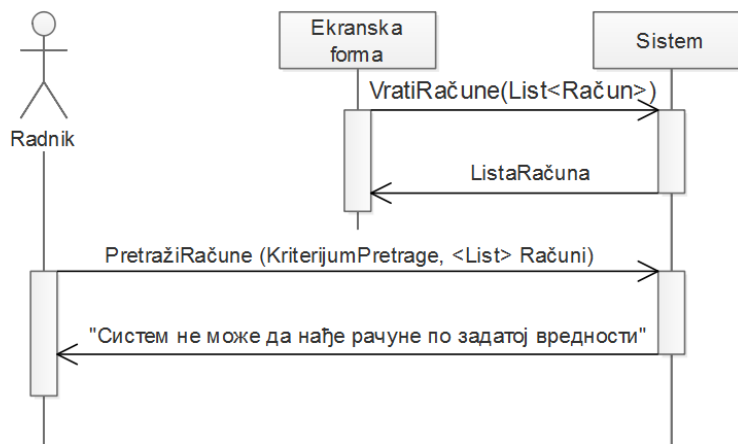 Ekranska
forma
Sistem
VratiRačune(List<Račun>)
Radnik
ListaRačuna
PretražiRačune (KriterijumPretrage, <List> Računi)
"Систем не може да нађе рачуне по задатој вредности"